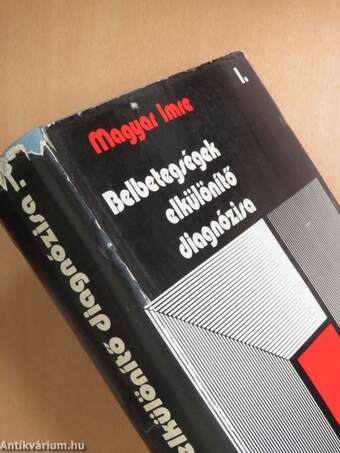 I.
Magyar Imre
Belbetegségek
elkülönítő
diagnózisa
elkülönítő diagnózisa I.
Antikvárium.hu